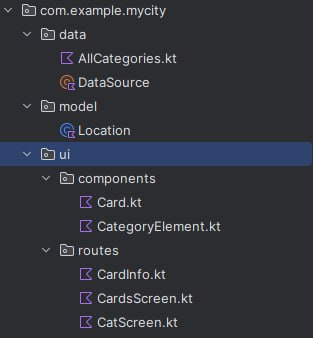 com.example.mycity
data
AllCategories.kt
DataSource
model
Location
ui
components
Card.kt
CategoryElement.kt
routes
CardInfo.kt
CardsScreen.kt
CatScreen.kt